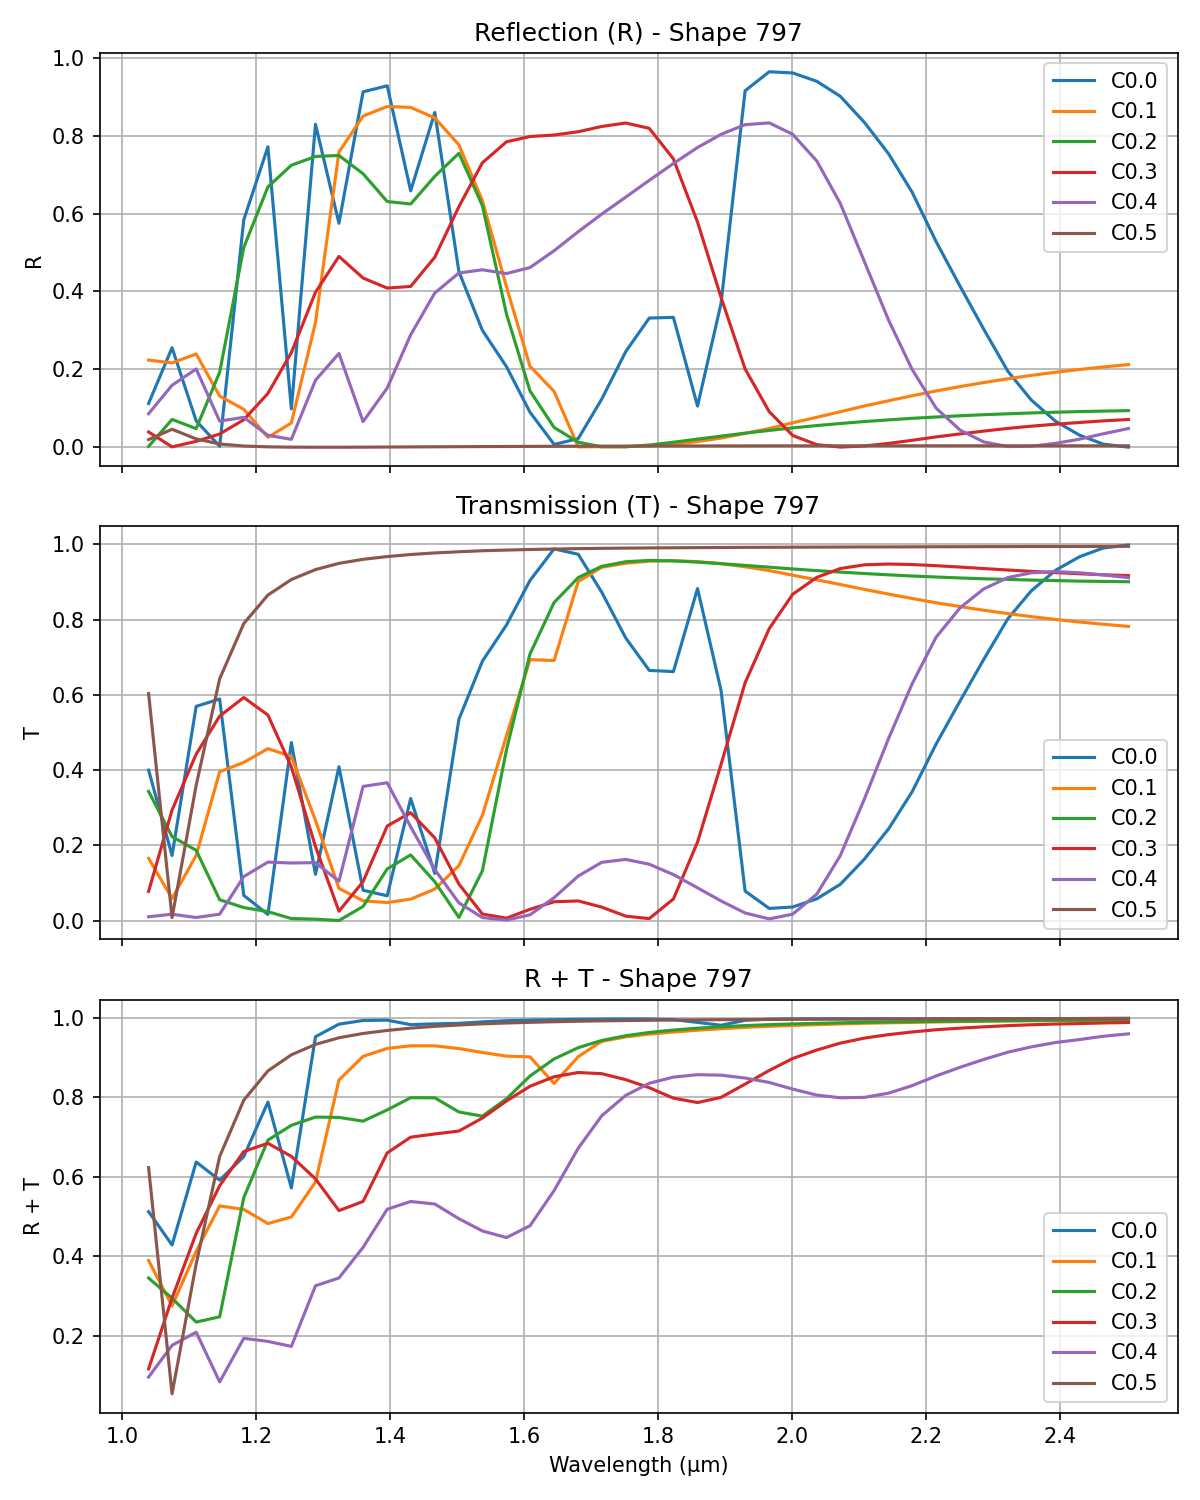 Reflection (R) - Shape 797
1.0
0.8
0.6
0.4
0.2
0.0
R
C0.0
C0.1
C0.2
C0.3
C0.4
C0.5
Transmission (T) - Shape 797
1.0
0.8
0.6
0.4
0.2
0.0
T
C0.0
C0.1
C0.2
C0.3
C0.4
C0.5
R + T - Shape 797
1.0
0.8
0.6
0.4
0.2
R + T
C0.0
C0.1
C0.2
C0.3
C0.4
C0.5
1.0 1.2 1.4 1.6 1.8 2.0 2.2 2.4
Wavelength (μm)